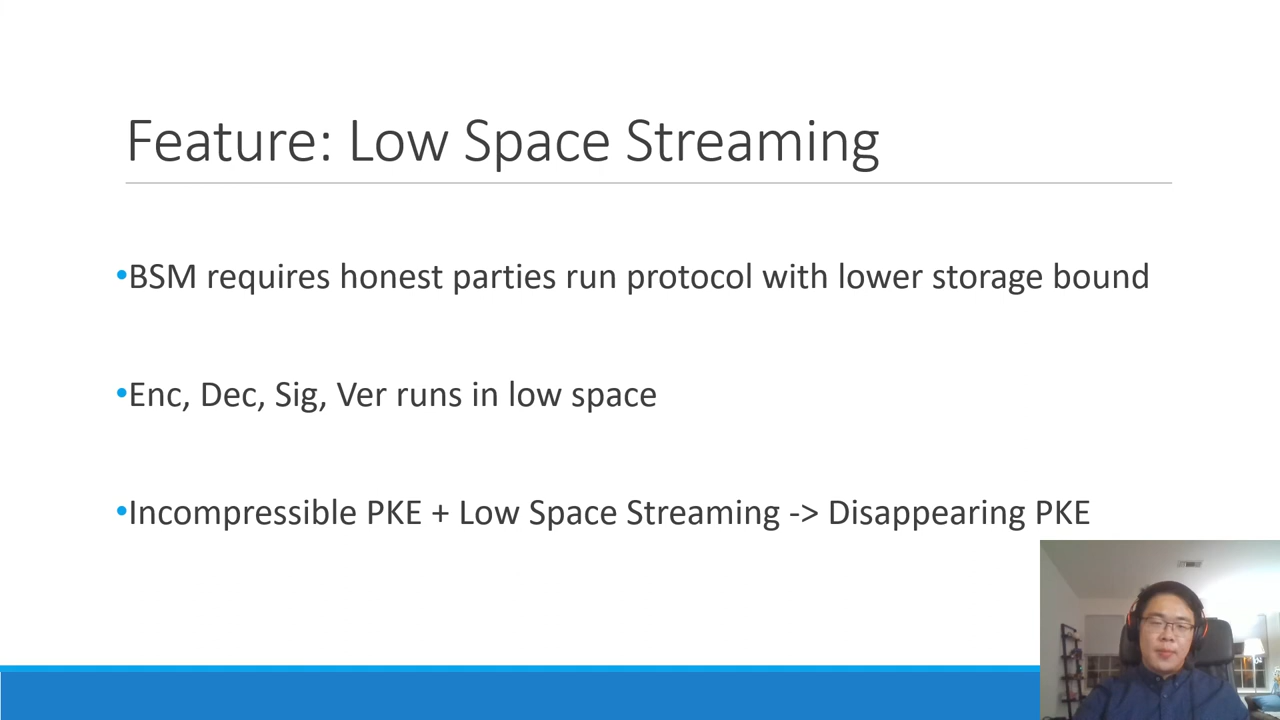 Feature: Low Space Streaming
•BSM requires honest parties run protocol with lower storage bound
•Enc, Dec, Sig, Ver runs in low space
•Incompressible PKE + Low Space Streaming -> Disappearing PKE